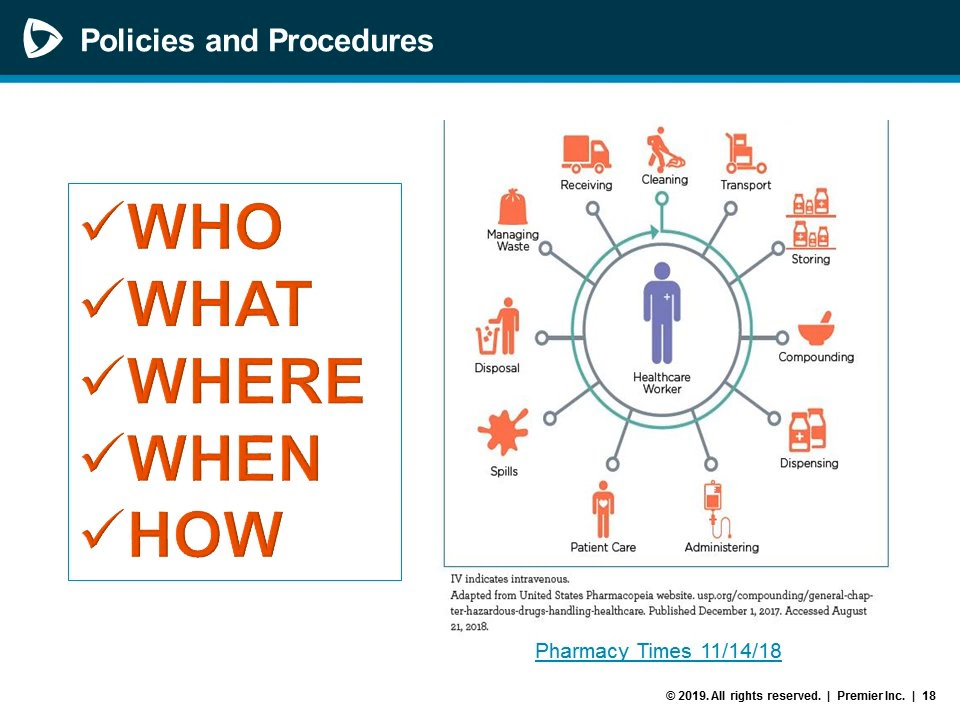 Policies and Procedures
✓WHO
✓WHAT
✓WHERE
✓WHEN
✓HOW
Receiving
Cleaning
Transport
Managing
Waste
Storing
Disposal
Healthcare
Worker
Compounding
Spills
Dispensing
Patient Care
Administering
IV indicates intravenous.
Adapted from United States Pharmacopeia website. usp.org/compounding/general-chap-
ter-hazardous-drugs-handling-healthcare. Published December 1, 2017. Accessed August
21, 2018.
Pharmacy Times 11/14/18
© 2019. All rights reserved. | Premier Inc. | 18